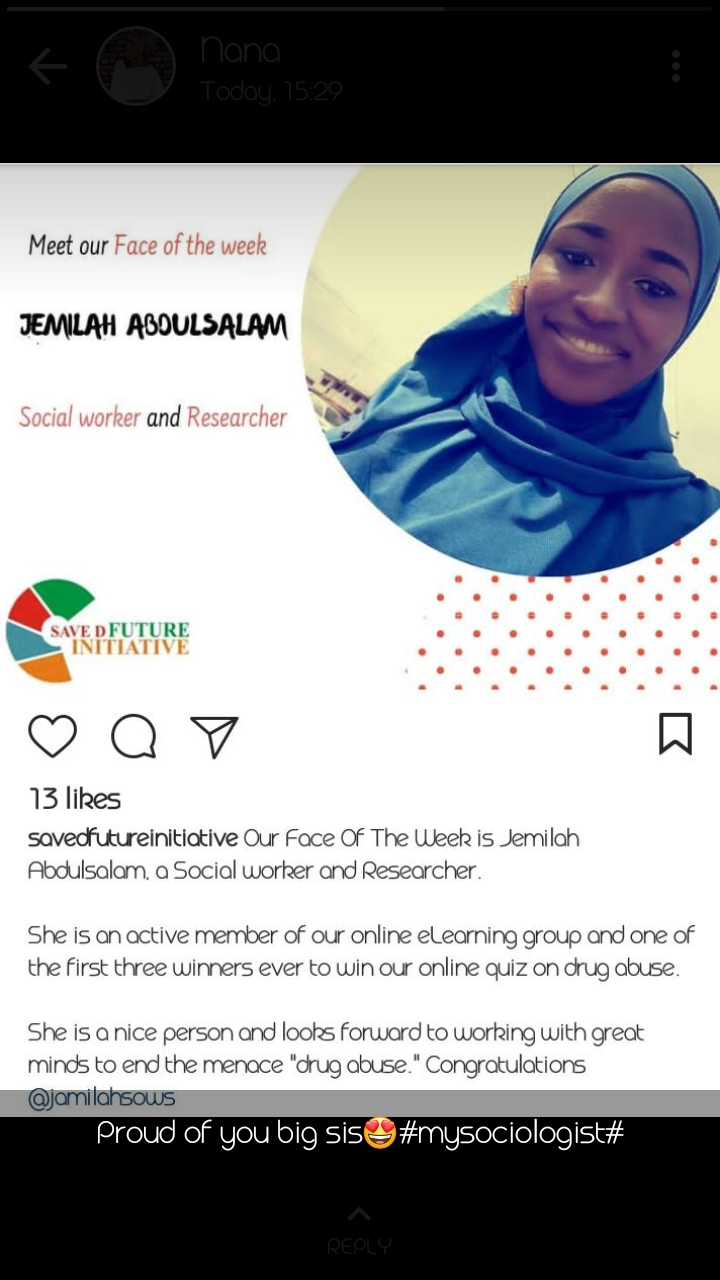 Nana
Today, 15:29
Meet our Face of the week
JEMILAH ABDULSALAM
Social worker and Researcher
SAVE D FUTURE
INITIATIVE
13 likes
savedfutureinitiative Our Face Of The Week is Jemilah
Abdulsalam, a Social worker and Researcher.
She is an active member of our online eLearning group and one of
the first three winners ever to win our online quiz on drug abuse.
She is a nice person and looks forward to working with great
minds to end the menace "drug abuse." Congratulations
@jamilahsows
Proud of you big sis😍#mysociologist#
REPLY